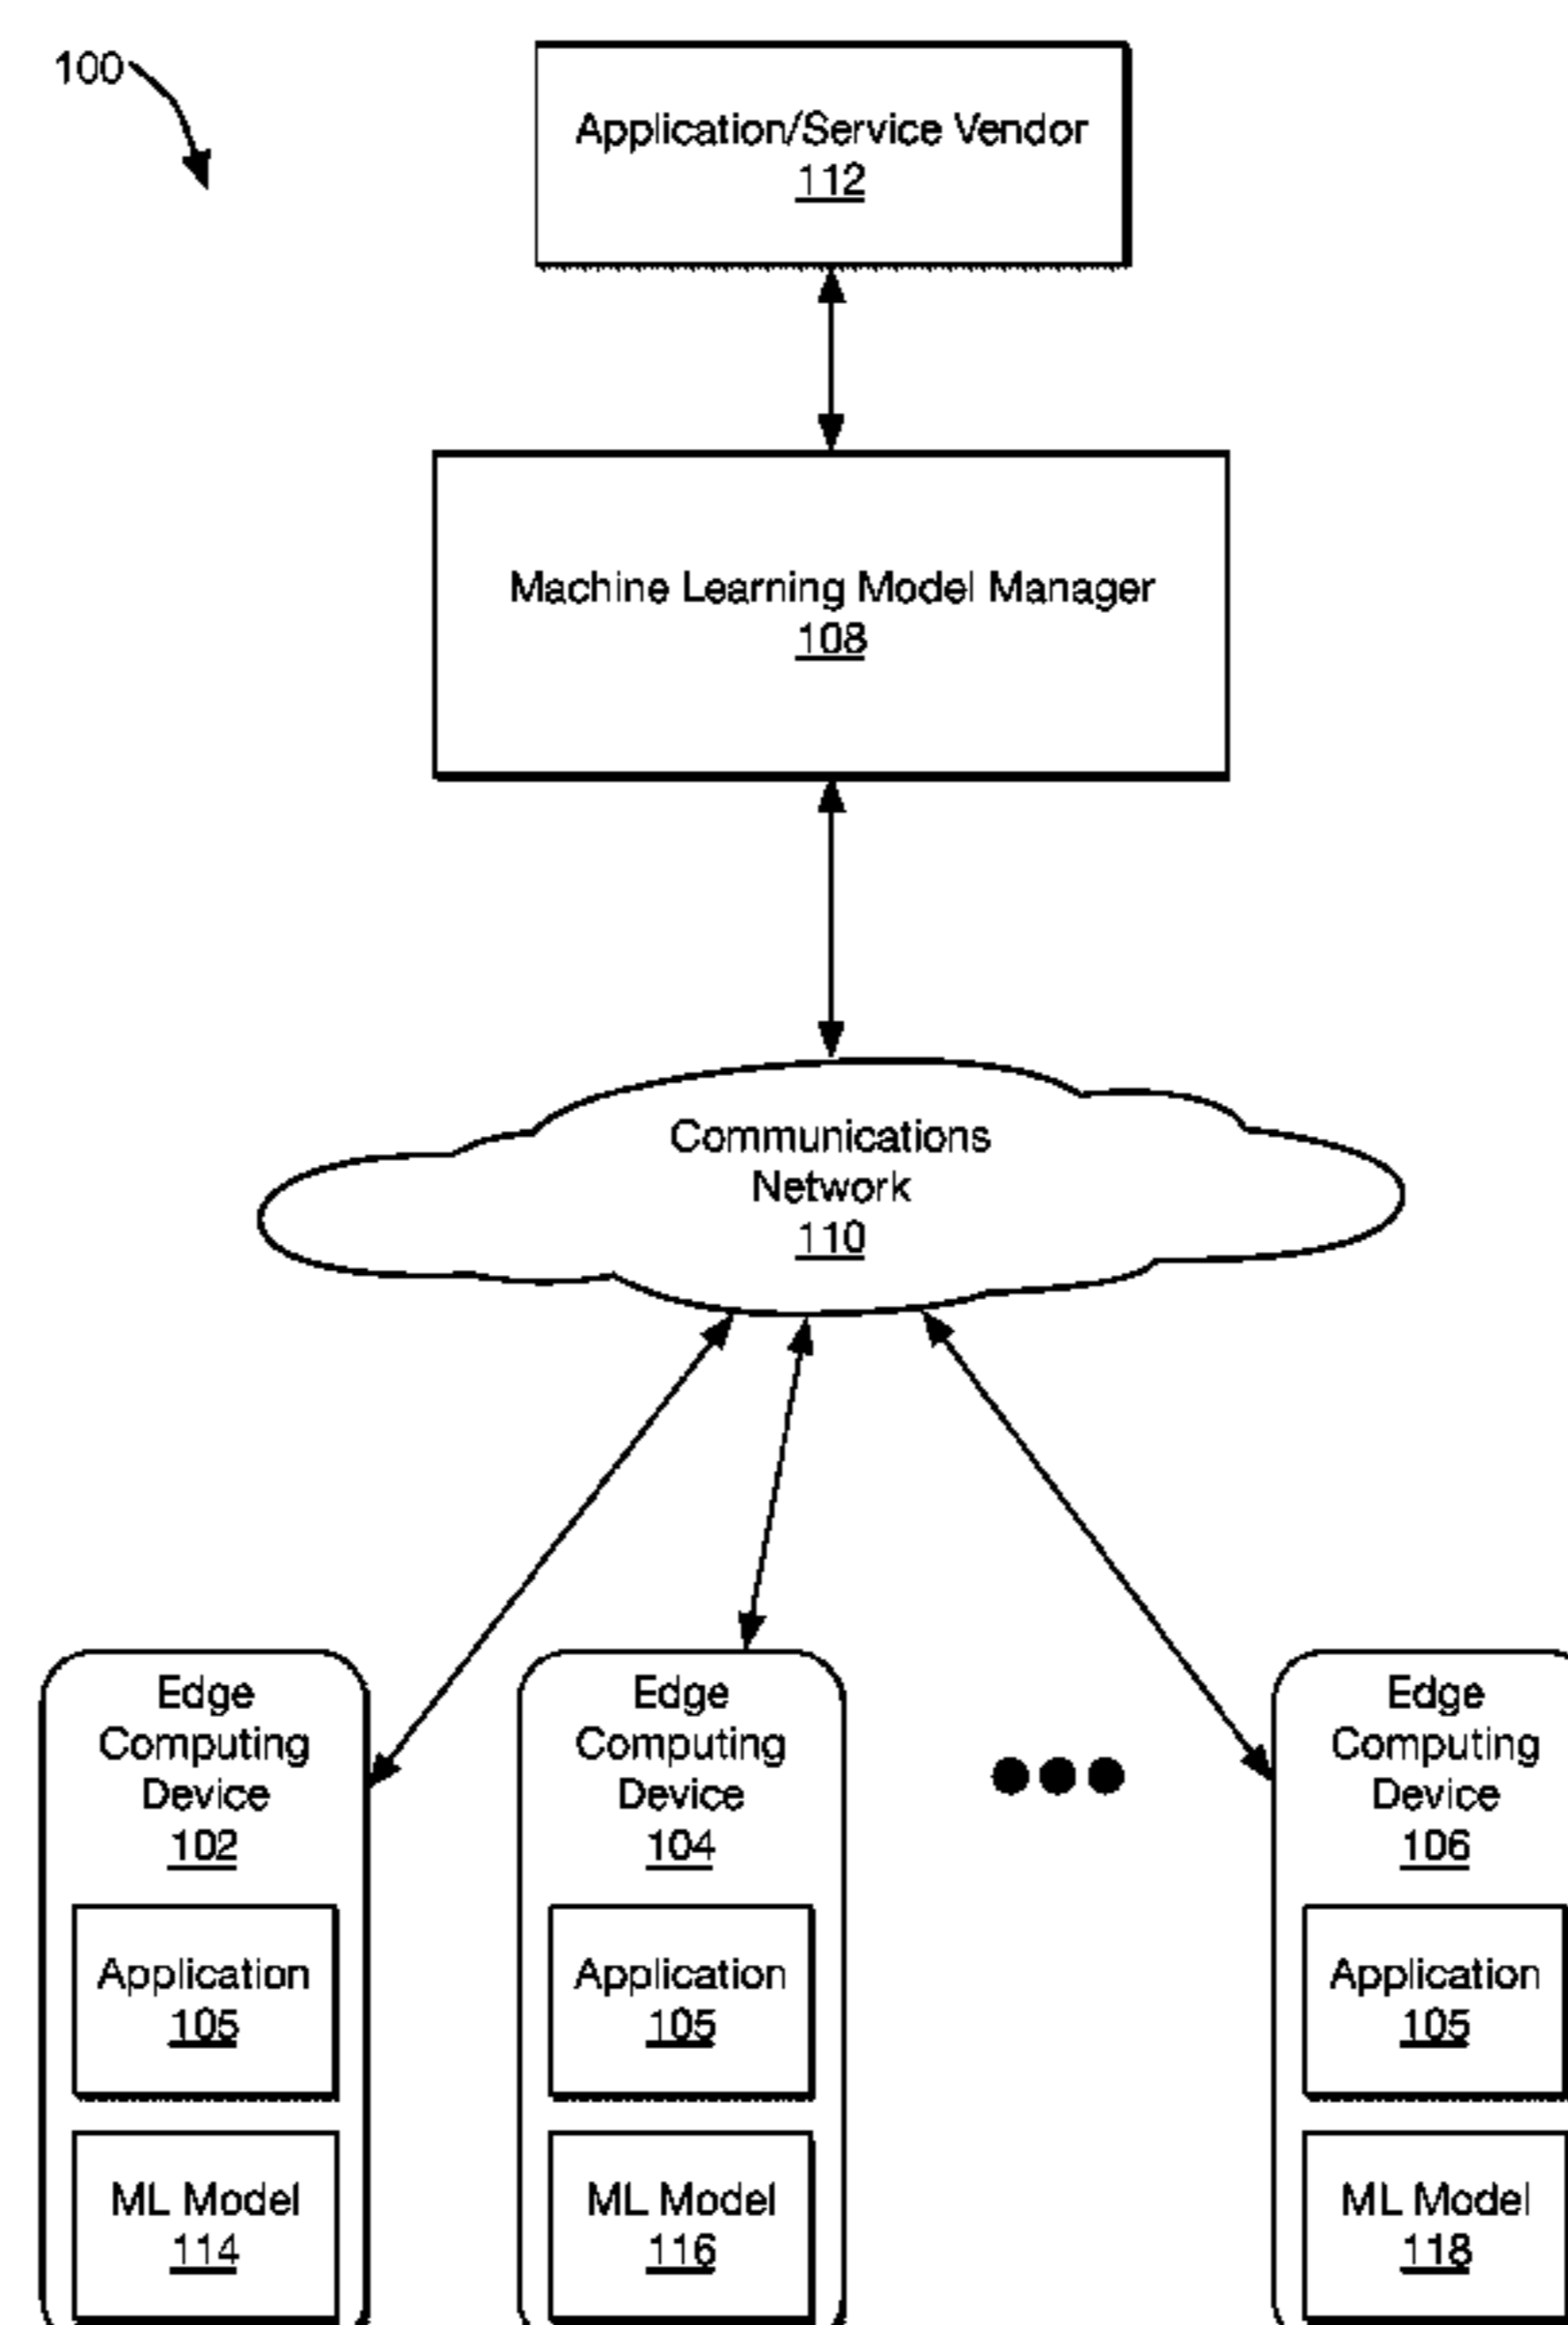 100
Application/Service Vendor
112
Machine Learning Model Manager
108
Communications
Network
110
Edge
Computing
Device
102
Application
105
ML Model
114
Edge
Computing
Device
104
Application
105
ML Model
116
Edge
Computing
Device
106
Application
105
ML Model
118